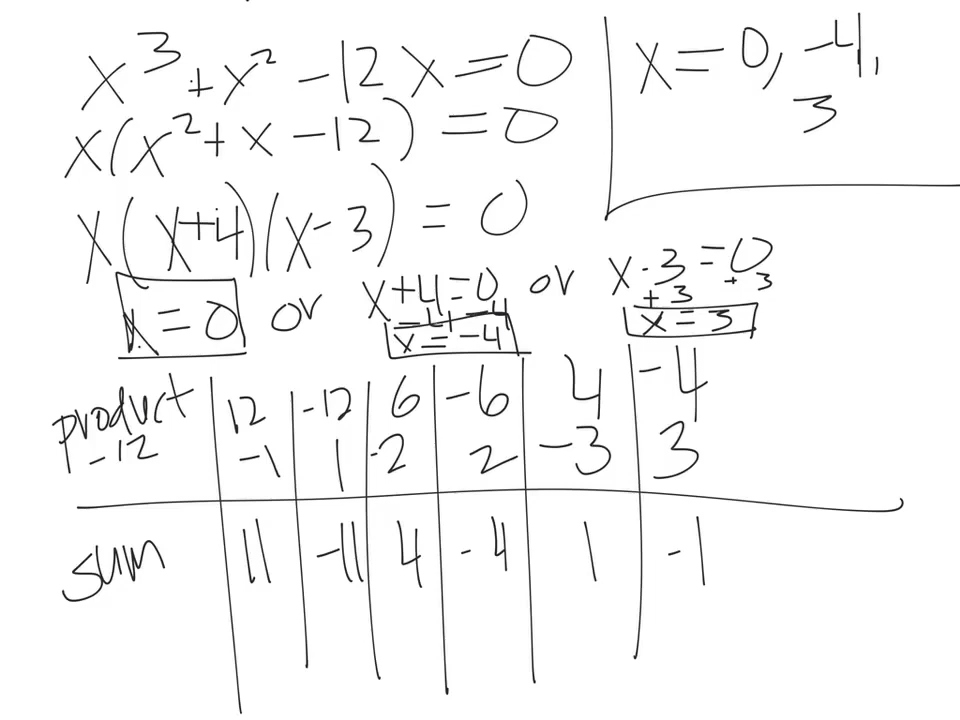 x³ + x² - 12x = 0
x(x² + x - 12) = 0
x(x+4)(x-3) = 0
x = 0, -4,
3
x = 0 or x+4=0 or x-3=0
-4 -4 +3 +3
x = -4 x = 3
product 12 -12 6 -6 4 -4
-12 -1 1 -2 2 -3 3
sum 11 -11 4 -4 1 -1